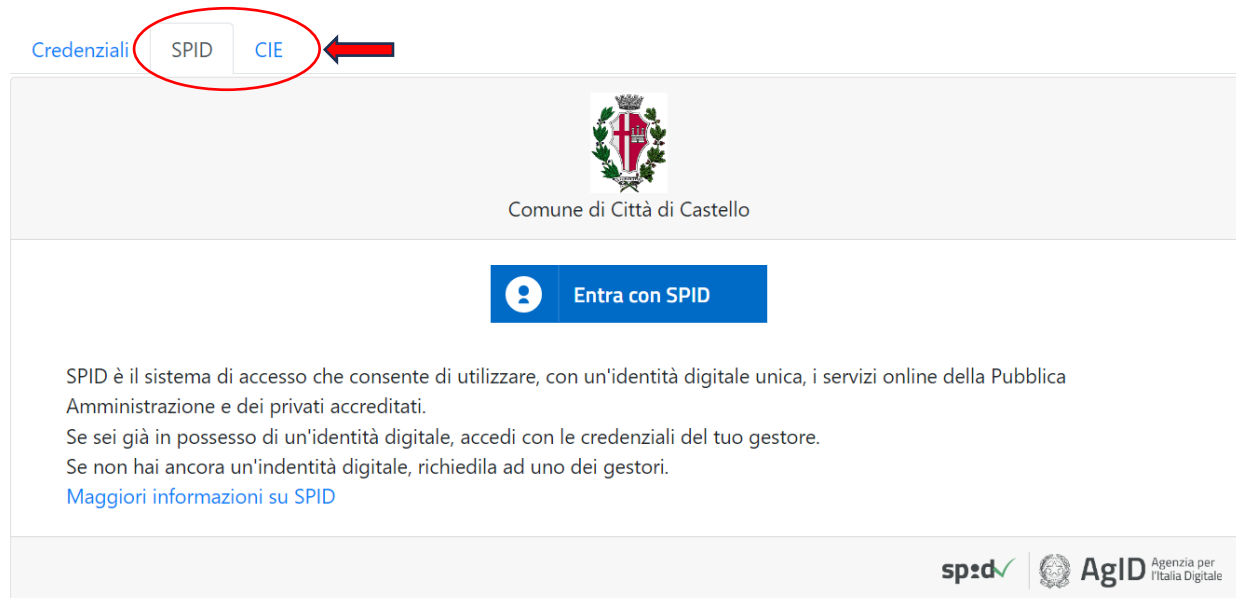 Credenziali SPID CIE
Comune di Città di Castello
Entra con SPID
SPID è il sistema di accesso che consente di utilizzare, con un'identità digitale unica, i servizi online della Pubblica
Amministrazione e dei privati accreditati.
Se sei già in possesso di un'identità digitale, accedi con le credenziali del tuo gestore.
Se non hai ancora un'indentità digitale, richiedila ad uno dei gestori.
Maggiori informazioni su SPID
spid AgID Agenzia per
l'Italia Digitale